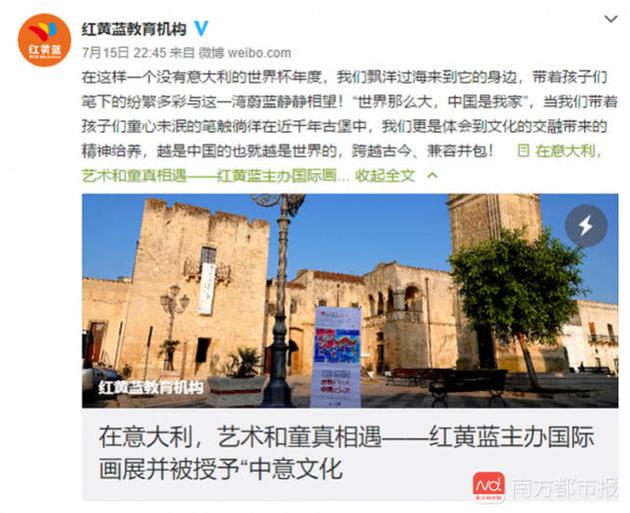 红黄蓝
红黄蓝教育机构
7月15日 22:45 来自 微博 weibo.com
在这样一个没有意大利的世界杯年度，我们飘洋过海来到它的身边，带着孩子们
笔下的纷繁多彩与这一湾蔚蓝静静相望！“世界那么大，中国是我家”，当我们带着
孩子们童心未泯的笔触徜徉在近千年古堡中，我们更是体会到文化的交融带来的
精神给养，越是中国的也就越是世界的，跨越古今、兼容并包！ 在意大利，
艺术和童真相遇——红黄蓝主办国际画... 收起全文
红黄蓝教育机构
在意大利，艺术和童真相遇——红黄蓝主办国际
画展并被授予“中意文化
南方都市报